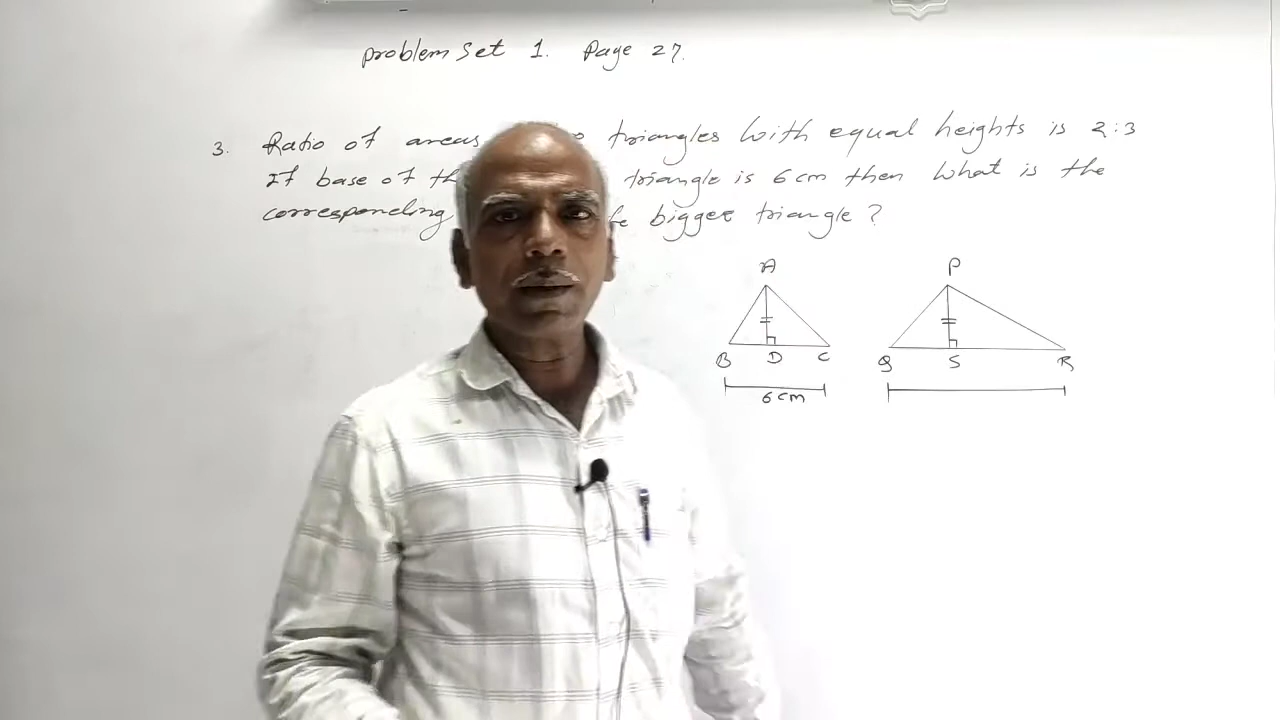 problem set 1. Page 27.
3. Ratio of areas triangles with equal heights is 2:3
If base of triangle is 6cm then what is the
corresponding bigger triangle ?
A P
B D C Q S R
6cm